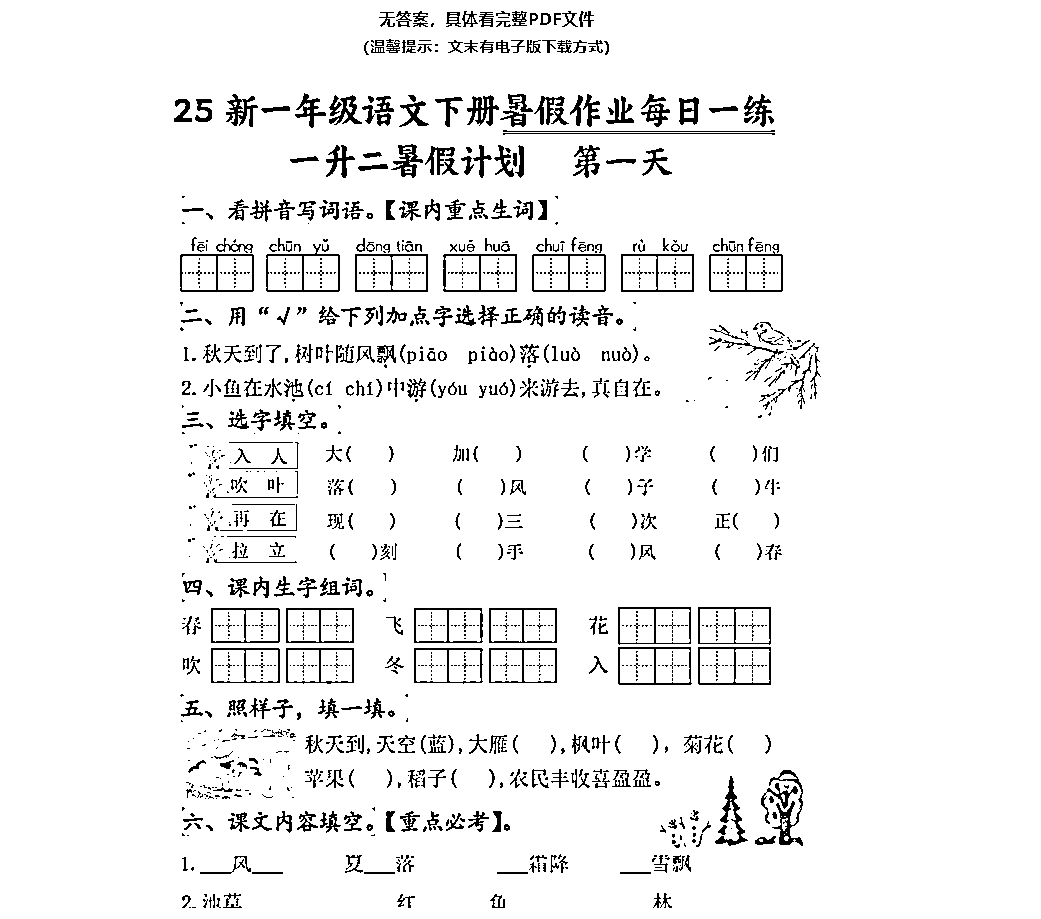 无答案，具体看完整PDF文件
(温馨提示：文末有电子版下载方式)
25 新一年级语文下册暑假作业每日一练
一升二暑假计划 第一天
一、看拼音写词语。【课内重点生词】
fēi chóng chūn yǔ dōng tiān xuě huā chuī fēng rù kǒu chūn fēng
二、用“√”给下列加点字选择正确的读音。
1. 秋天到了,树叶随风飘(piāo piào)落(luò nuò)。
2. 小鱼在水池(cí chí)中游(yóu yuó)来游去,真自在。
三、选字填空。
入 人 大( ) 加( ) ( )学 ( )们
吹 叶 落( ) ( )风 ( )子 ( )牛
再 在 现( ) ( )三 ( )次 正( )
拉 立 ( )刻 ( )手 ( )风 ( )春
四、课内生字组词。
春 飞 花
吹 冬 入
五、照样子，填一填。
秋天到,天空(蓝),大雁( ),枫叶( )，菊花( )
苹果( ),稻子( ),农民丰收喜盈盈。
六、课文内容填空。【重点必考】。
1. ___风___ 夏___落 ___霜降 ___雪飘
2. 池草 红 鱼 林